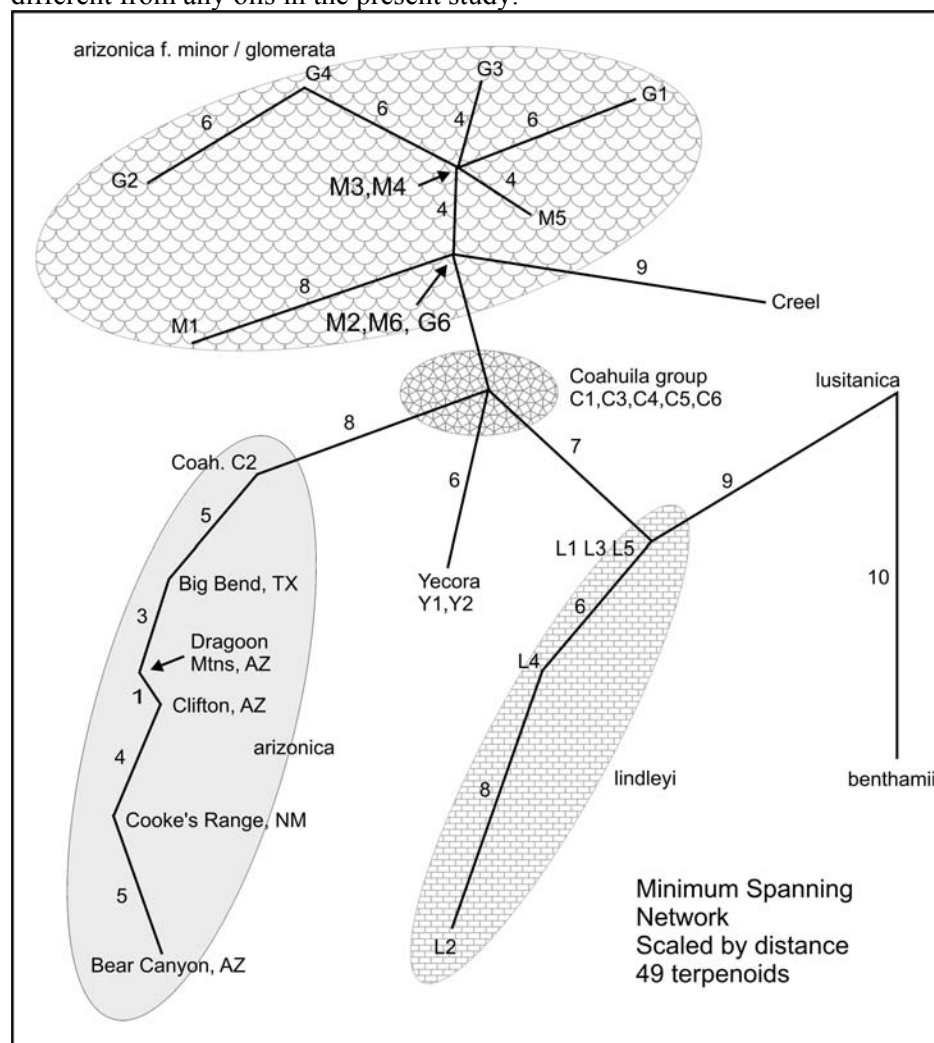 different from any oils in the present study.
arizonica f. minor / glomerata
G4
G3
G1
6
6
4
6
G2
M3,M4
4
M5
4
9
Creel
8
M1
M2,M6, G6
Coahuila group
C1,C3,C4,C5,C6
lusitanica
8
7
6
9
Coah. C2
5
L1 L3 L5
Yecora
Y1,Y2
Big Bend, TX
10
3
6
Dragoon
Mtns, AZ
L4
1
Clifton, AZ
arizonica
4
8
lindleyi
benthamii
Cooke's Range, NM
5
L2
Bear Canyon, AZ
Minimum Spanning
Network
Scaled by distance
49 terpenoids